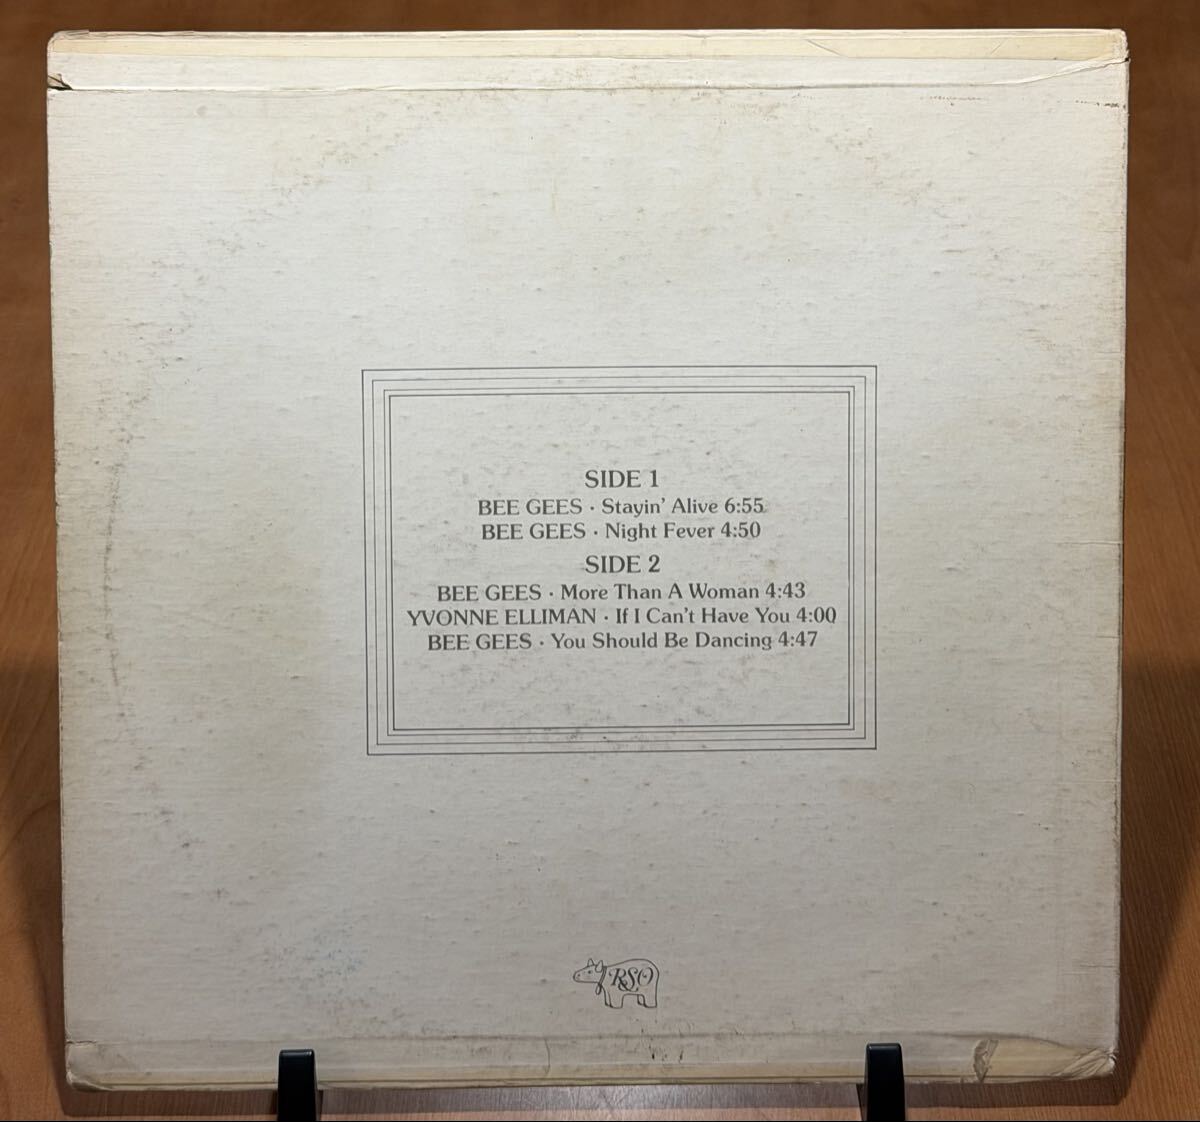 SIDE 1
BEE GEES · Stayin' Alive 6:55
BEE GEES · Night Fever 4:50
SIDE 2
BEE GEES · More Than A Woman 4:43
YVONNE ELLIMAN · If I Can't Have You 4:00
BEE GEES · You Should Be Dancing 4:47
RSO